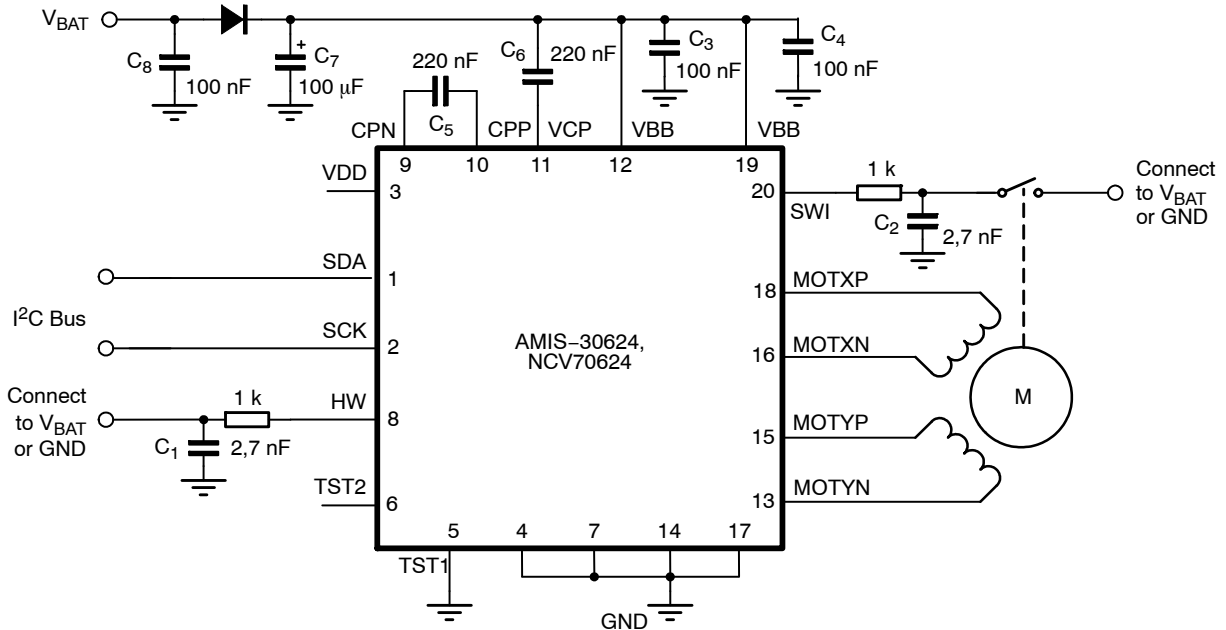 VBAT
C8
100 nF
+
C7
100 μF
220 nF
C5
C6
220 nF
C3
100 nF
C4
100 nF
CPN
CPP
VCP
VBB
VBB
9
10
11
12
19
VDD
3
20
SWI
1 k
C2
2,7 nF
Connect
to VBAT
or GND
SDA
1
I2C Bus
SCK
2
18
MOTXP
16
MOTXN
AMIS−30624,
NCV70624
M
Connect
to VBAT
or GND
1 k
C1
2,7 nF
HW
8
15
MOTYP
TST2
6
13
MOTYN
5
4
7
14
17
TST1
GND